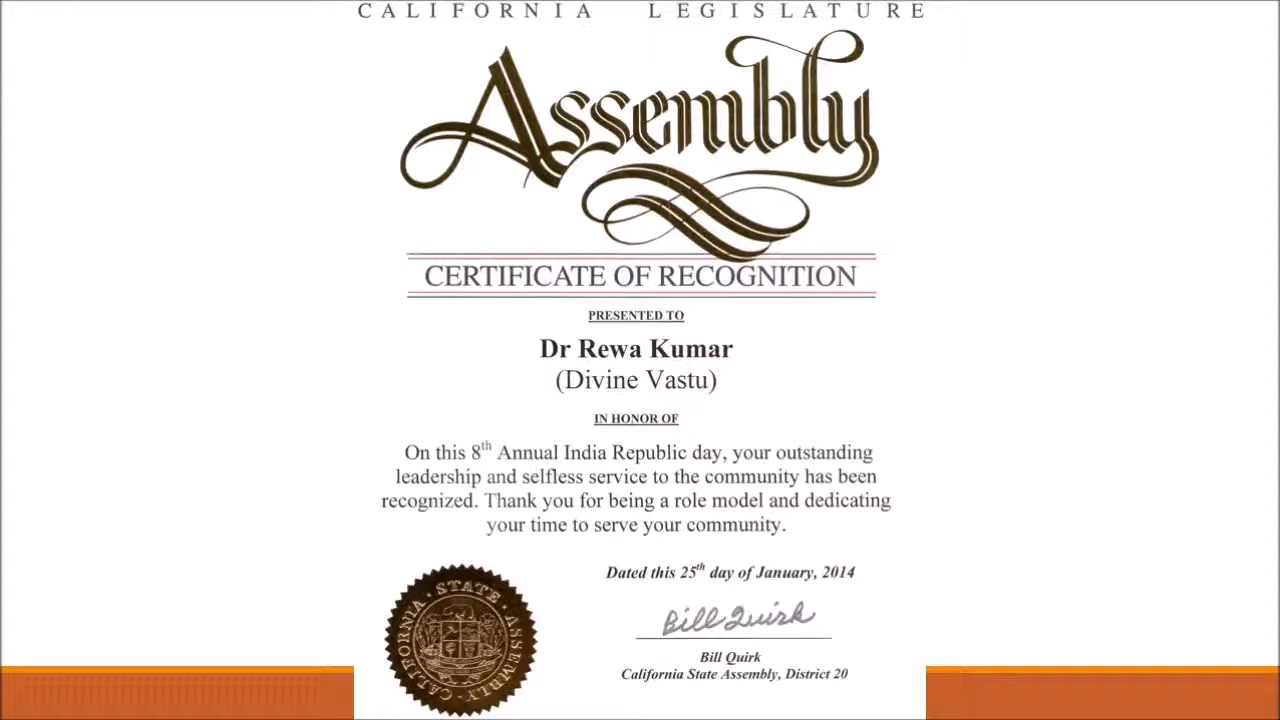 CALIFORNIA LEGISLATURE
Assembly
CERTIFICATE OF RECOGNITION
PRESENTED TO
Dr Rewa Kumar
(Divine Vastu)
IN HONOR OF
On this 8th Annual India Republic day, your outstanding
leadership and selfless service to the community has been
recognized. Thank you for being a role model and dedicating
your time to serve your community.
Dated this 25th day of January, 2014
Bill Quirk
Bill Quirk
California State Assembly, District 20
CALIFORNIA · STATE · ASSEMBLY